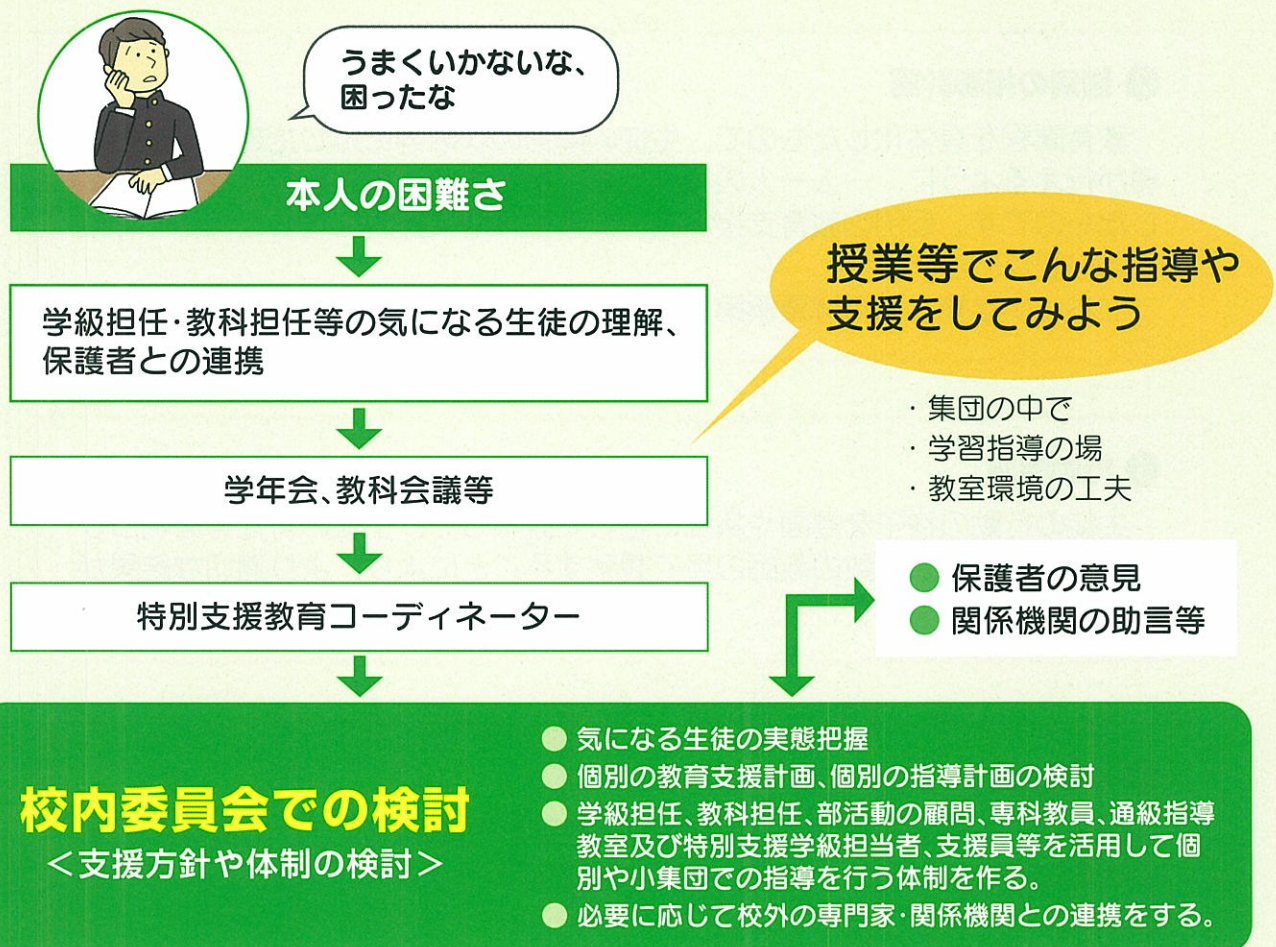 うまくいかないな、
困ったな
本人の困難さ
学級担任・教科担任等の気になる生徒の理解、
保護者との連携
授業等でこんな指導や
支援をしてみよう
・集団の中で
・学習指導の場
・教室環境の工夫
学年会、教科会議等
特別支援教育コーディネーター
● 保護者の意見
● 関係機関の助言等
校内委員会での検討
＜支援方針や体制の検討＞
● 気になる生徒の実態把握
● 個別の教育支援計画、個別の指導計画の検討
● 学級担任、教科担任、部活動の顧問、専科教員、通級指導
教室及び特別支援学級担当者、支援員等を活用して個
別や小集団での指導を行う体制を作る。
● 必要に応じて校外の専門家・関係機関との連携をする。